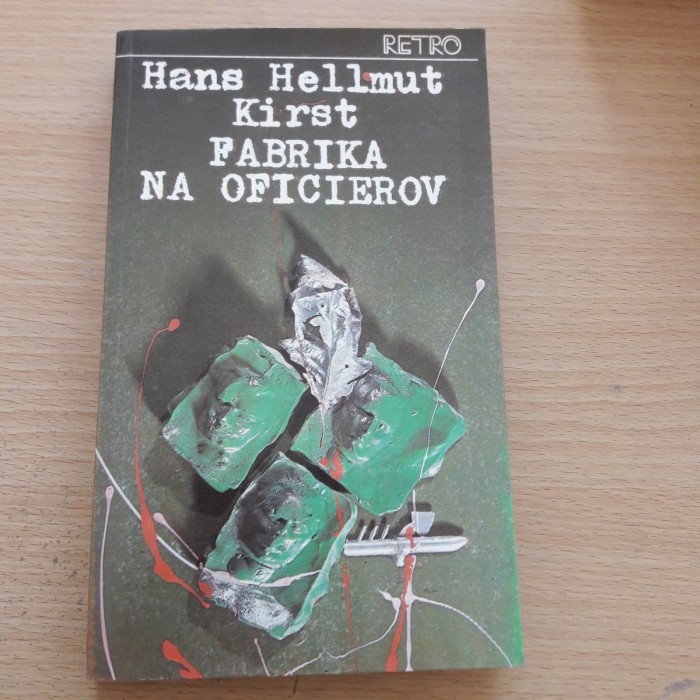 RETRO
Hans Hellmut
Kirst
FABRIKA
NA OFICIEROV